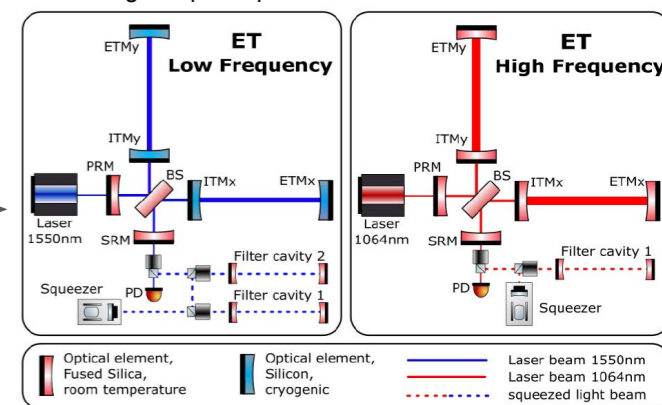 ETMy
ET
Low Frequency
ITMy
PRM
BS
ITMx
ETMx
Laser
1550nm
SRM
Filter cavity 2
Squeezer
PD
Filter cavity 1
ETMy
ET
High Frequency
ITMy
PRM
BS
ITMx
ETMx
Laser
1064nm
SRM
Filter cavity 1
PD
Squeezer
Optical element,
Fused Silica,
room temperature
Optical element,
Silicon,
cryogenic
Laser beam 1550nm
Laser beam 1064nm
squeezed light beam